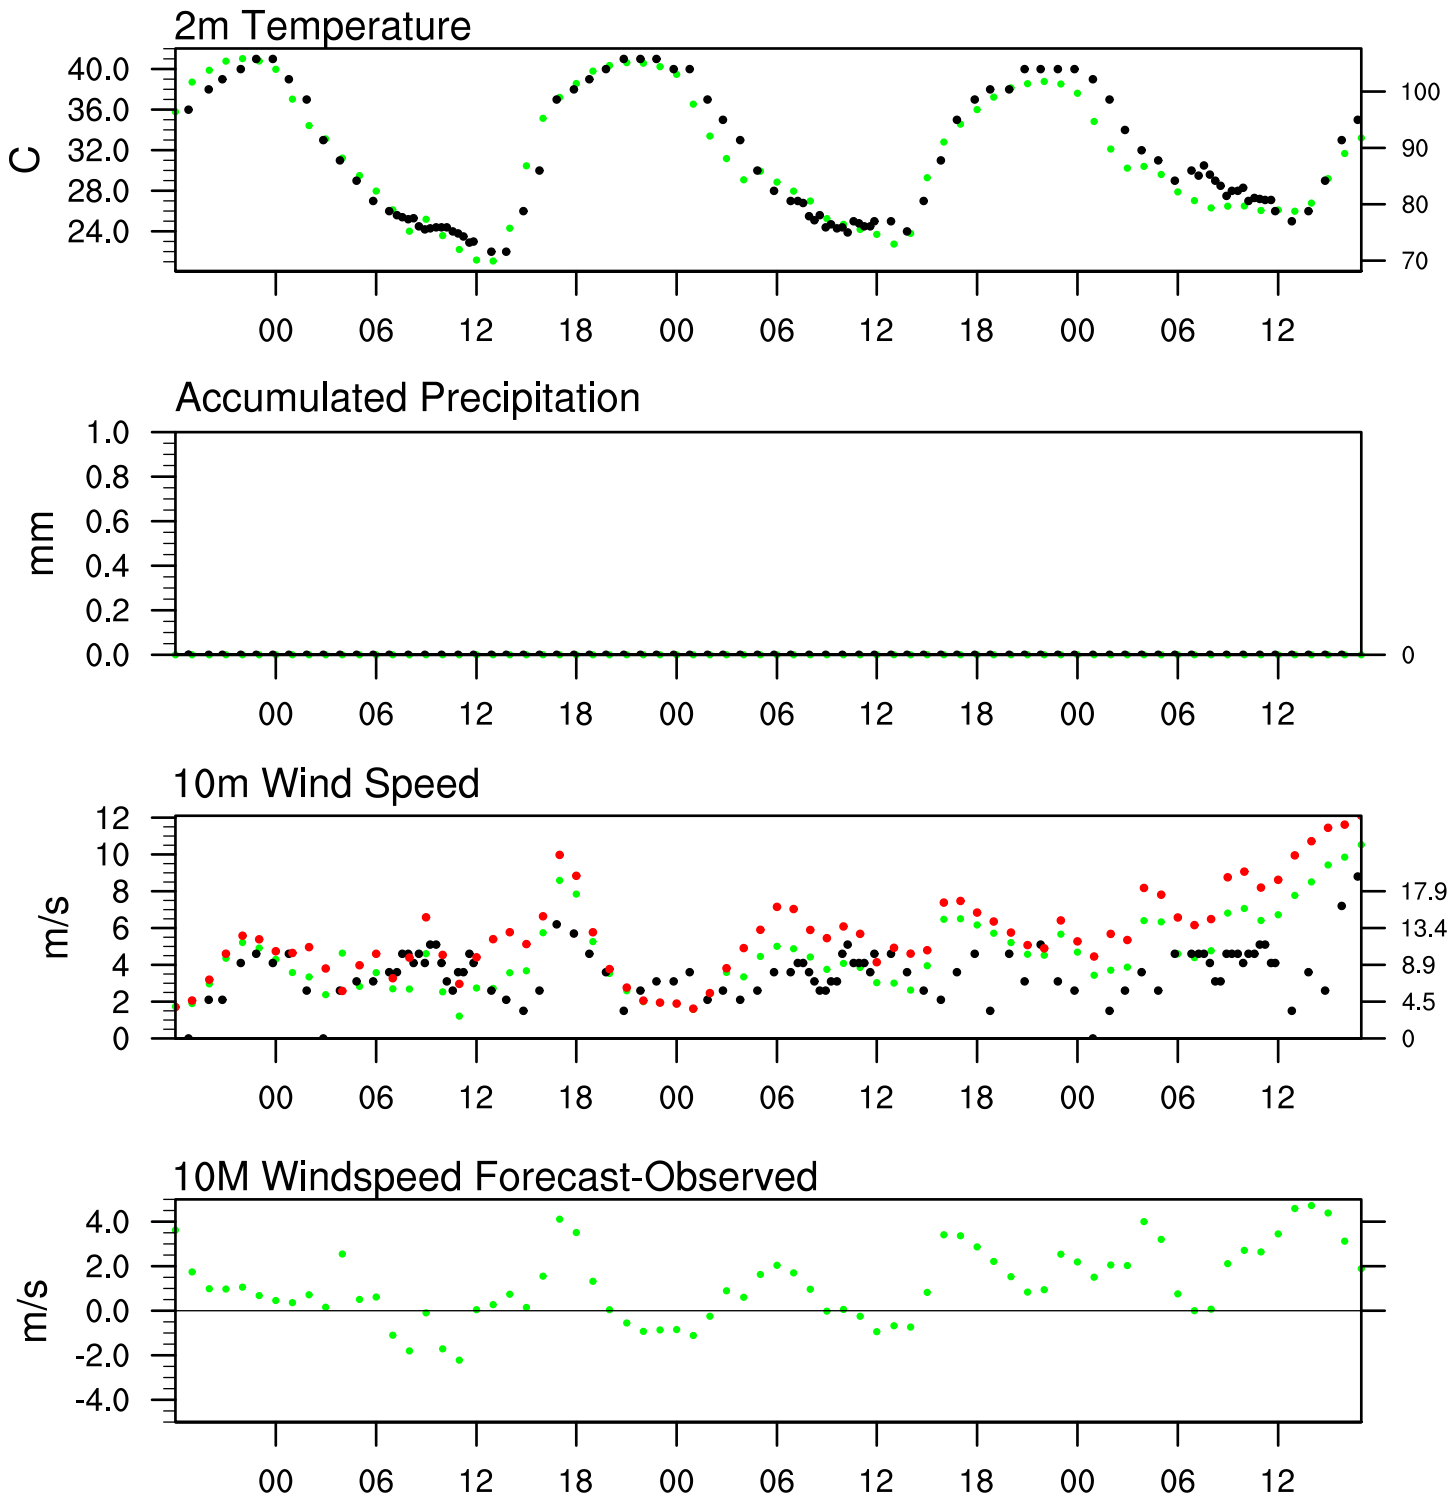 2m Temperature
40.0
36.0
32.0
28.0
24.0
C
100
90
80
70
00 06 12 18 00 06 12 18 00 06 12
Accumulated Precipitation
1.0
0.8
0.6
0.4
0.2
0.0
mm
0
00 06 12 18 00 06 12 18 00 06 12
10m Wind Speed
12
10
8
6
4
2
0
m/s
17.9
13.4
8.9
4.5
0
00 06 12 18 00 06 12 18 00 06 12
10M Windspeed Forecast-Observed
4.0
2.0
0.0
-2.0
-4.0
m/s
00 06 12 18 00 06 12 18 00 06 12